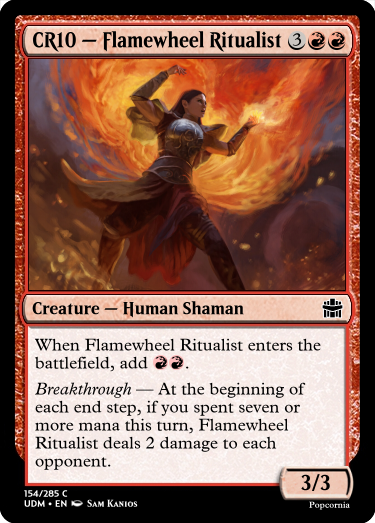 CR10 — Flamewheel Ritualist 3
Creature — Human Shaman
When Flamewheel Ritualist enters the
battlefield, add .
Breakthrough — At the beginning of
each end step, if you spent seven or
more mana this turn, Flamewheel
Ritualist deals 2 damage to each
opponent.
3/3
154/285 C
UDM • EN Sam Kanios
Popcornia